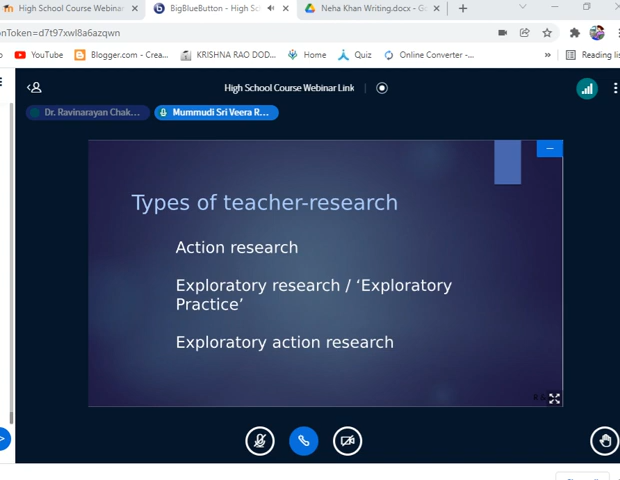 High School Course Webinar
BigBlueButton - High Sc
Neha Khan Writing.docx - G
onToken=d7t97xwl8a6azqwn
YouTube
Blogger.com - Crea...
KRISHNA RAO DOD...
Home
Quiz
Online Converter -...
»
Reading lis
High School Course Webinar Link
Dr. Ravinarayan Chak...
Mummudi Sri Veera R...
Types of teacher-research
Action research
Exploratory research / ‘Exploratory
Practice’
Exploratory action research